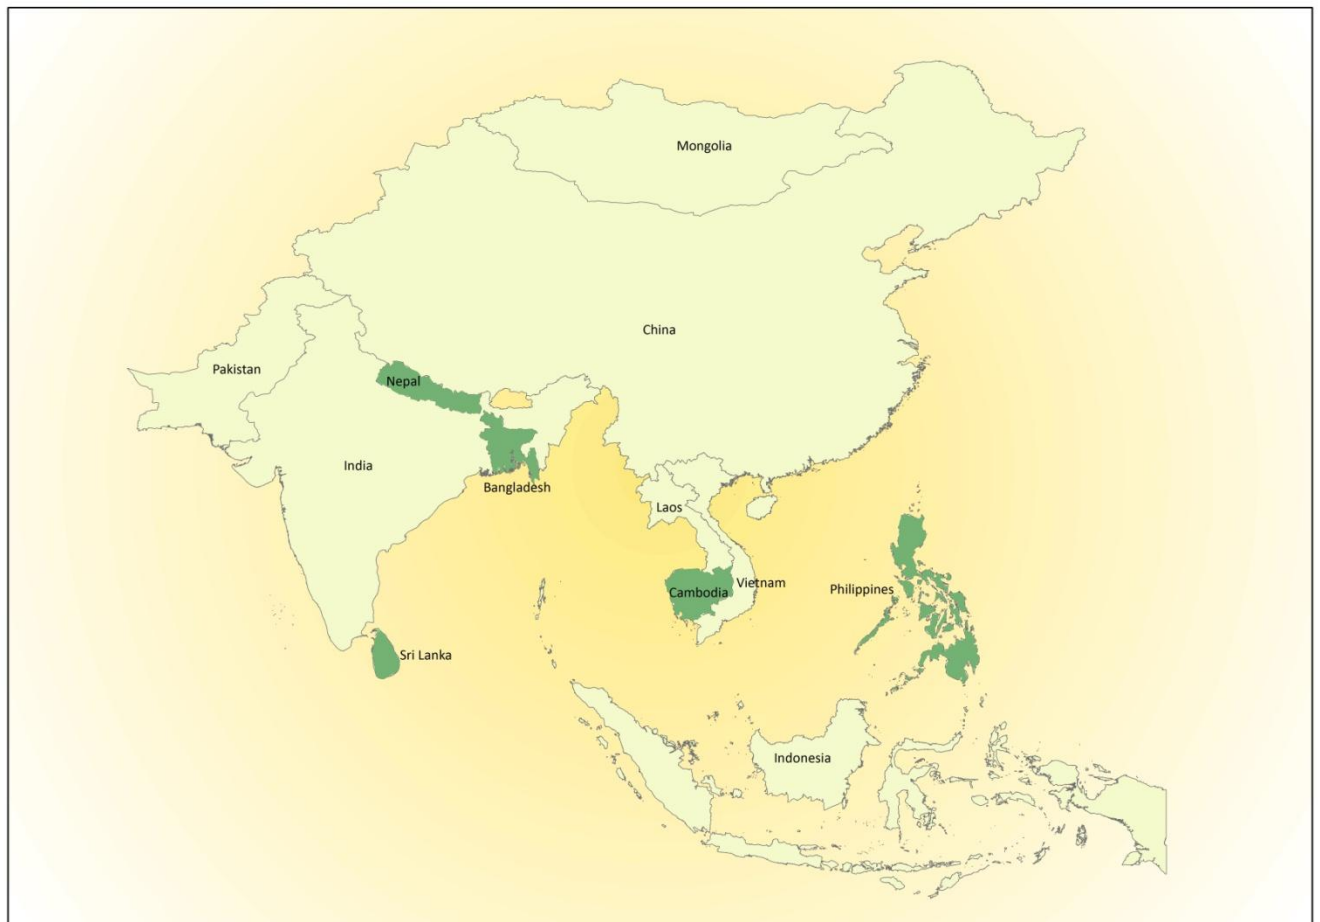 Mongolia
China
Pakistan
Nepal
India
Bangladesh
Laos
Vietnam
Philippines
Cambodia
Sri Lanka
Indonesia